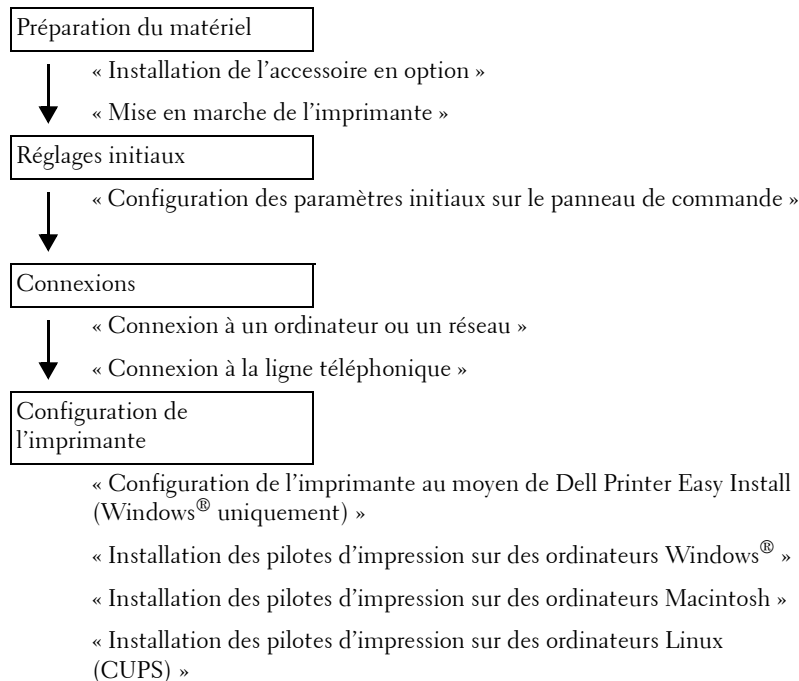 Préparation du matériel
« Installation de l’accessoire en option »
« Mise en marche de l’imprimante »
Réglages initiaux
« Configuration des paramètres initiaux sur le panneau de commande »
Connexions
« Connexion à un ordinateur ou un réseau »
« Connexion à la ligne téléphonique »
Configuration de
l’imprimante
« Configuration de l’imprimante au moyen de Dell Printer Easy Install
(Windows® uniquement) »
« Installation des pilotes d’impression sur des ordinateurs Windows® »
« Installation des pilotes d’impression sur des ordinateurs Macintosh »
« Installation des pilotes d’impression sur des ordinateurs Linux
(CUPS) »